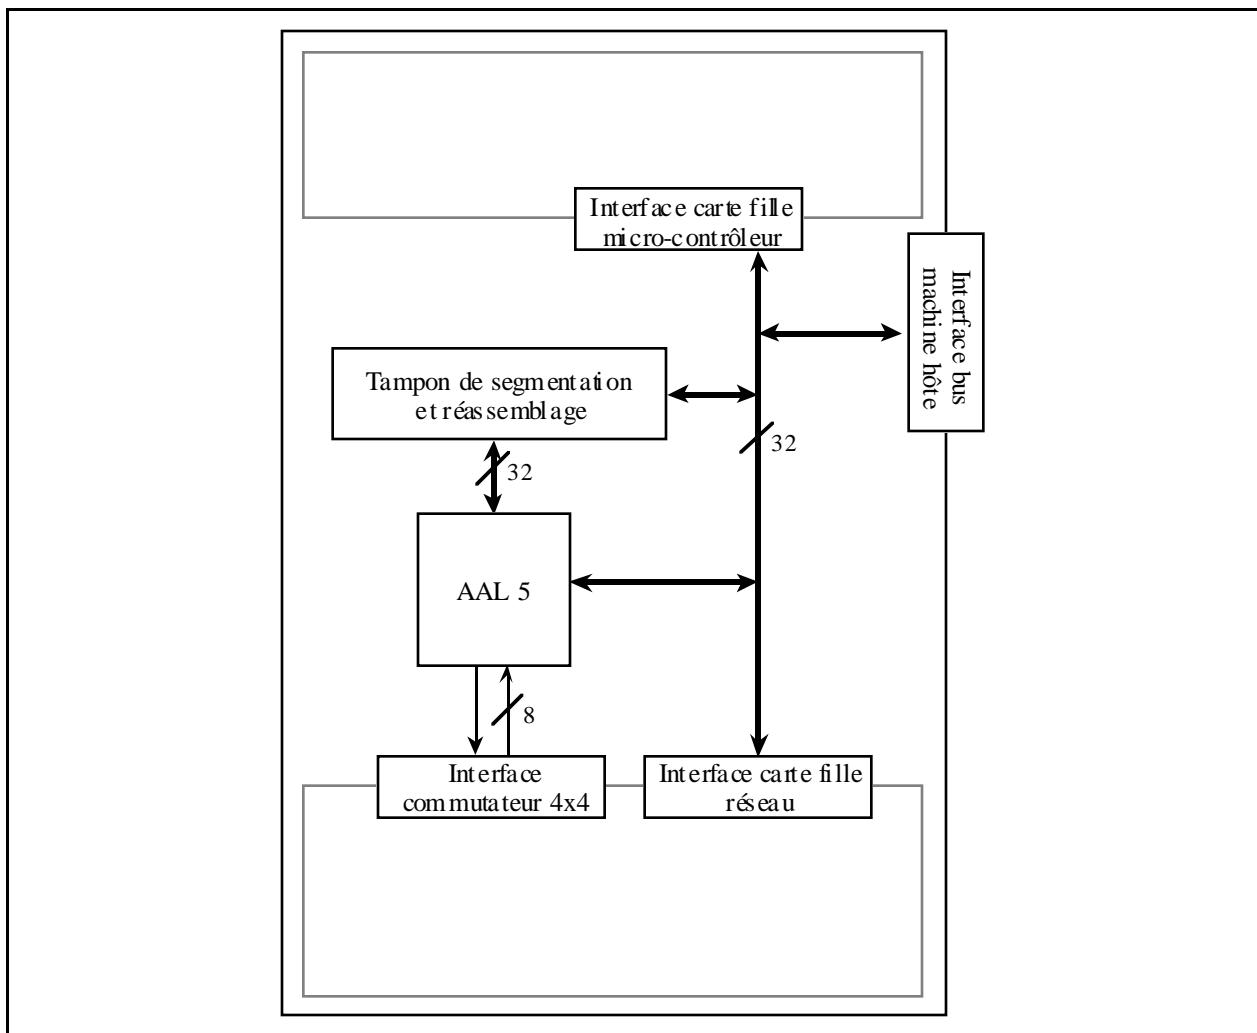 Interface carte fille
micro-contrôleur
Interface bus
machine hôte
Tampon de segmentation
et réassemblage
32
32
AAL 5
8
Interface
commutateur 4x4
Interface carte fille
réseau